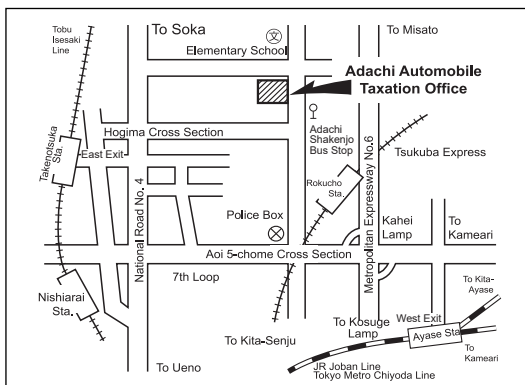 Tobu
Isesaki
Line
To Soka
文
Elementary School
To Misato
Adachi Automobile
Taxation Office
Hogima Cross Section
Takenotsuka
Sta.
East Exit
Adachi
Shakenjo
Bus Stop
Metropolitan Expressway No.6
Tsukuba Express
Rokucho Sta.
National Road No. 4
Police Box
Kahei
Lamp
To
Kameari
Aoi 5-chome Cross Section
7th Loop
Nishiarai
Sta.
To Kita-
Ayase
West Exit
Ayase Sta.
To Kosuge
Lamp
To Kita-Senju
To
Kameari
To Ueno
JR Joban Line
Tokyo Metro Chiyoda Line